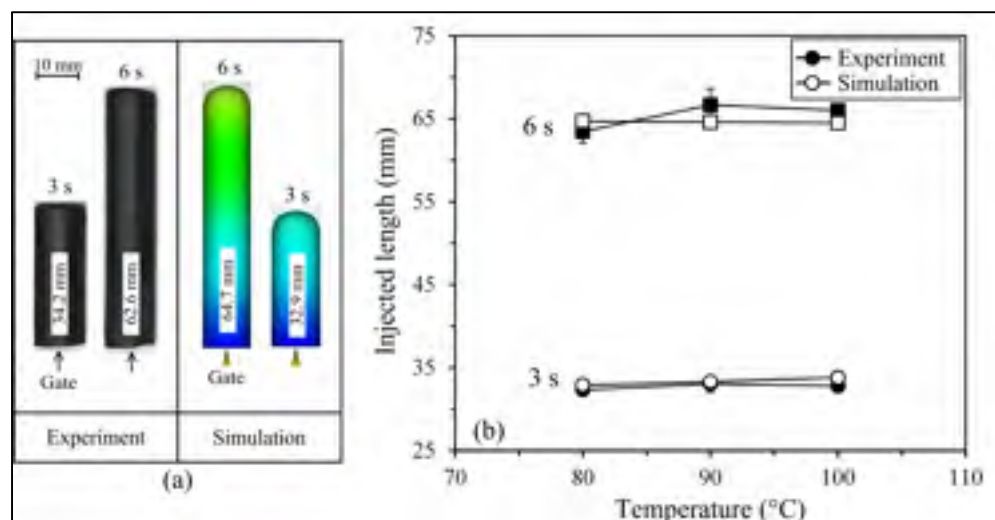 10 mm
6 s
3 s
34.2 mm
62.6 mm
Gate
Experiment
6 s
3 s
64.7 mm
32.9 mm
Gate
Simulation
(a)
Injected length (mm)
75
65
55
45
35
25
6 s
3 s
Experiment
Simulation
(b)
70
80
90
100
110
Temperature (°C)